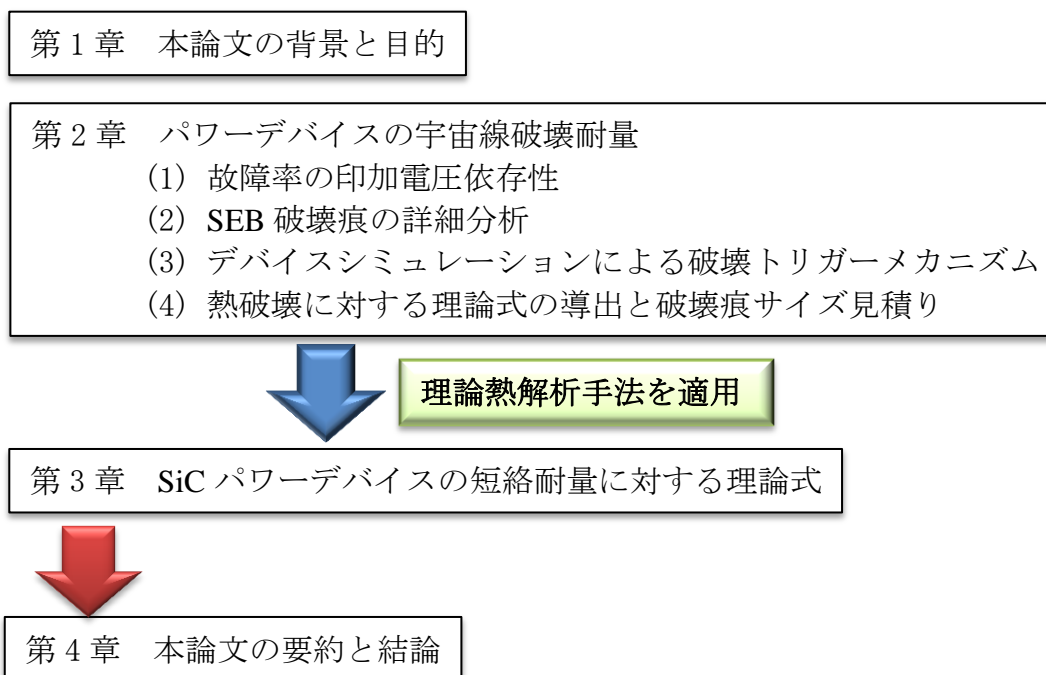 第1章 本論文の背景と目的
第2章 パワーデバイスの宇宙線破壊耐量
(1) 故障率の印加電圧依存性
(2) SEB 破壊痕の詳細分析
(3) デバイスシミュレーションによる破壊トリガーメカニズム
(4) 熱破壊に対する理論式の導出と破壊痕サイズ見積り
理論熱解析手法を適用
第3章 SiC パワーデバイスの短絡耐量に対する理論式
第4章 本論文の要約と結論